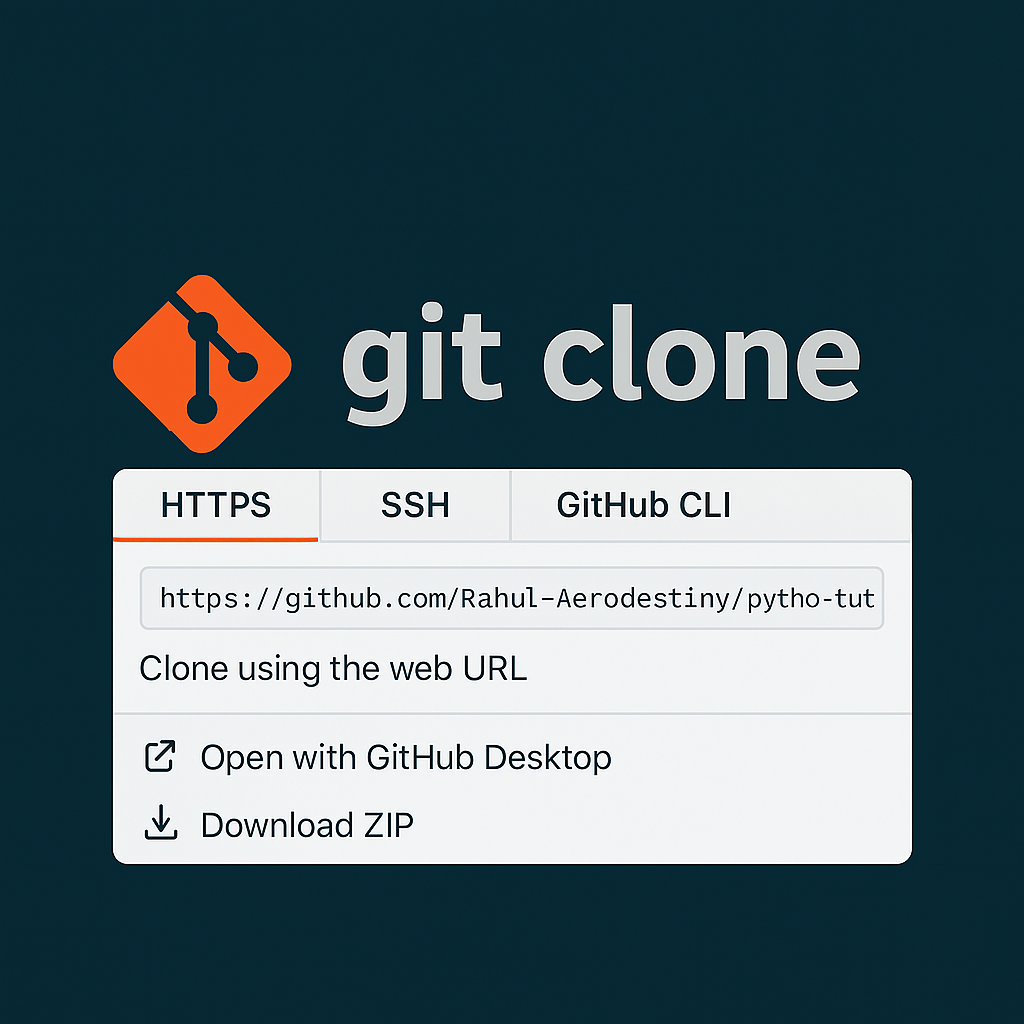 git clone
HTTPS SSH GitHub CLI
https://github.com/Rahul-Aerodestiny/pytho-tut
Clone using the web URL
Open with GitHub Desktop
Download ZIP